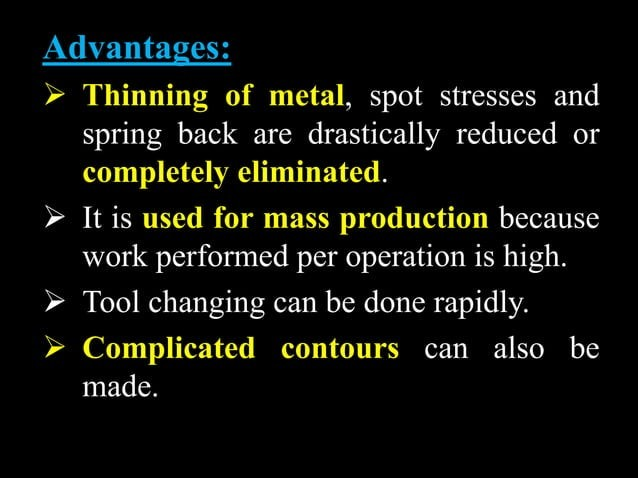 Advantages:
➢ Thinning of metal, spot stresses and
spring back are drastically reduced or
completely eliminated.
➢ It is used for mass production because
work performed per operation is high.
➢ Tool changing can be done rapidly.
➢ Complicated contours can also be
made.